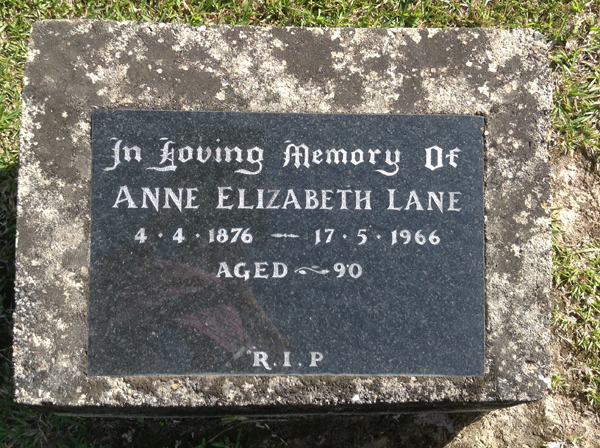 In Loving Memory Of
ANNE ELIZABETH LANE
4 · 4 · 1876 — 17 · 5 · 1966
AGED ~ 90
R.I.P